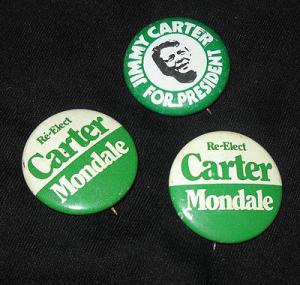 JIMMY CARTER
FOR PRESIDENT
Re-Elect
Carter
Mondale
Re-Elect
Carter
Mondale